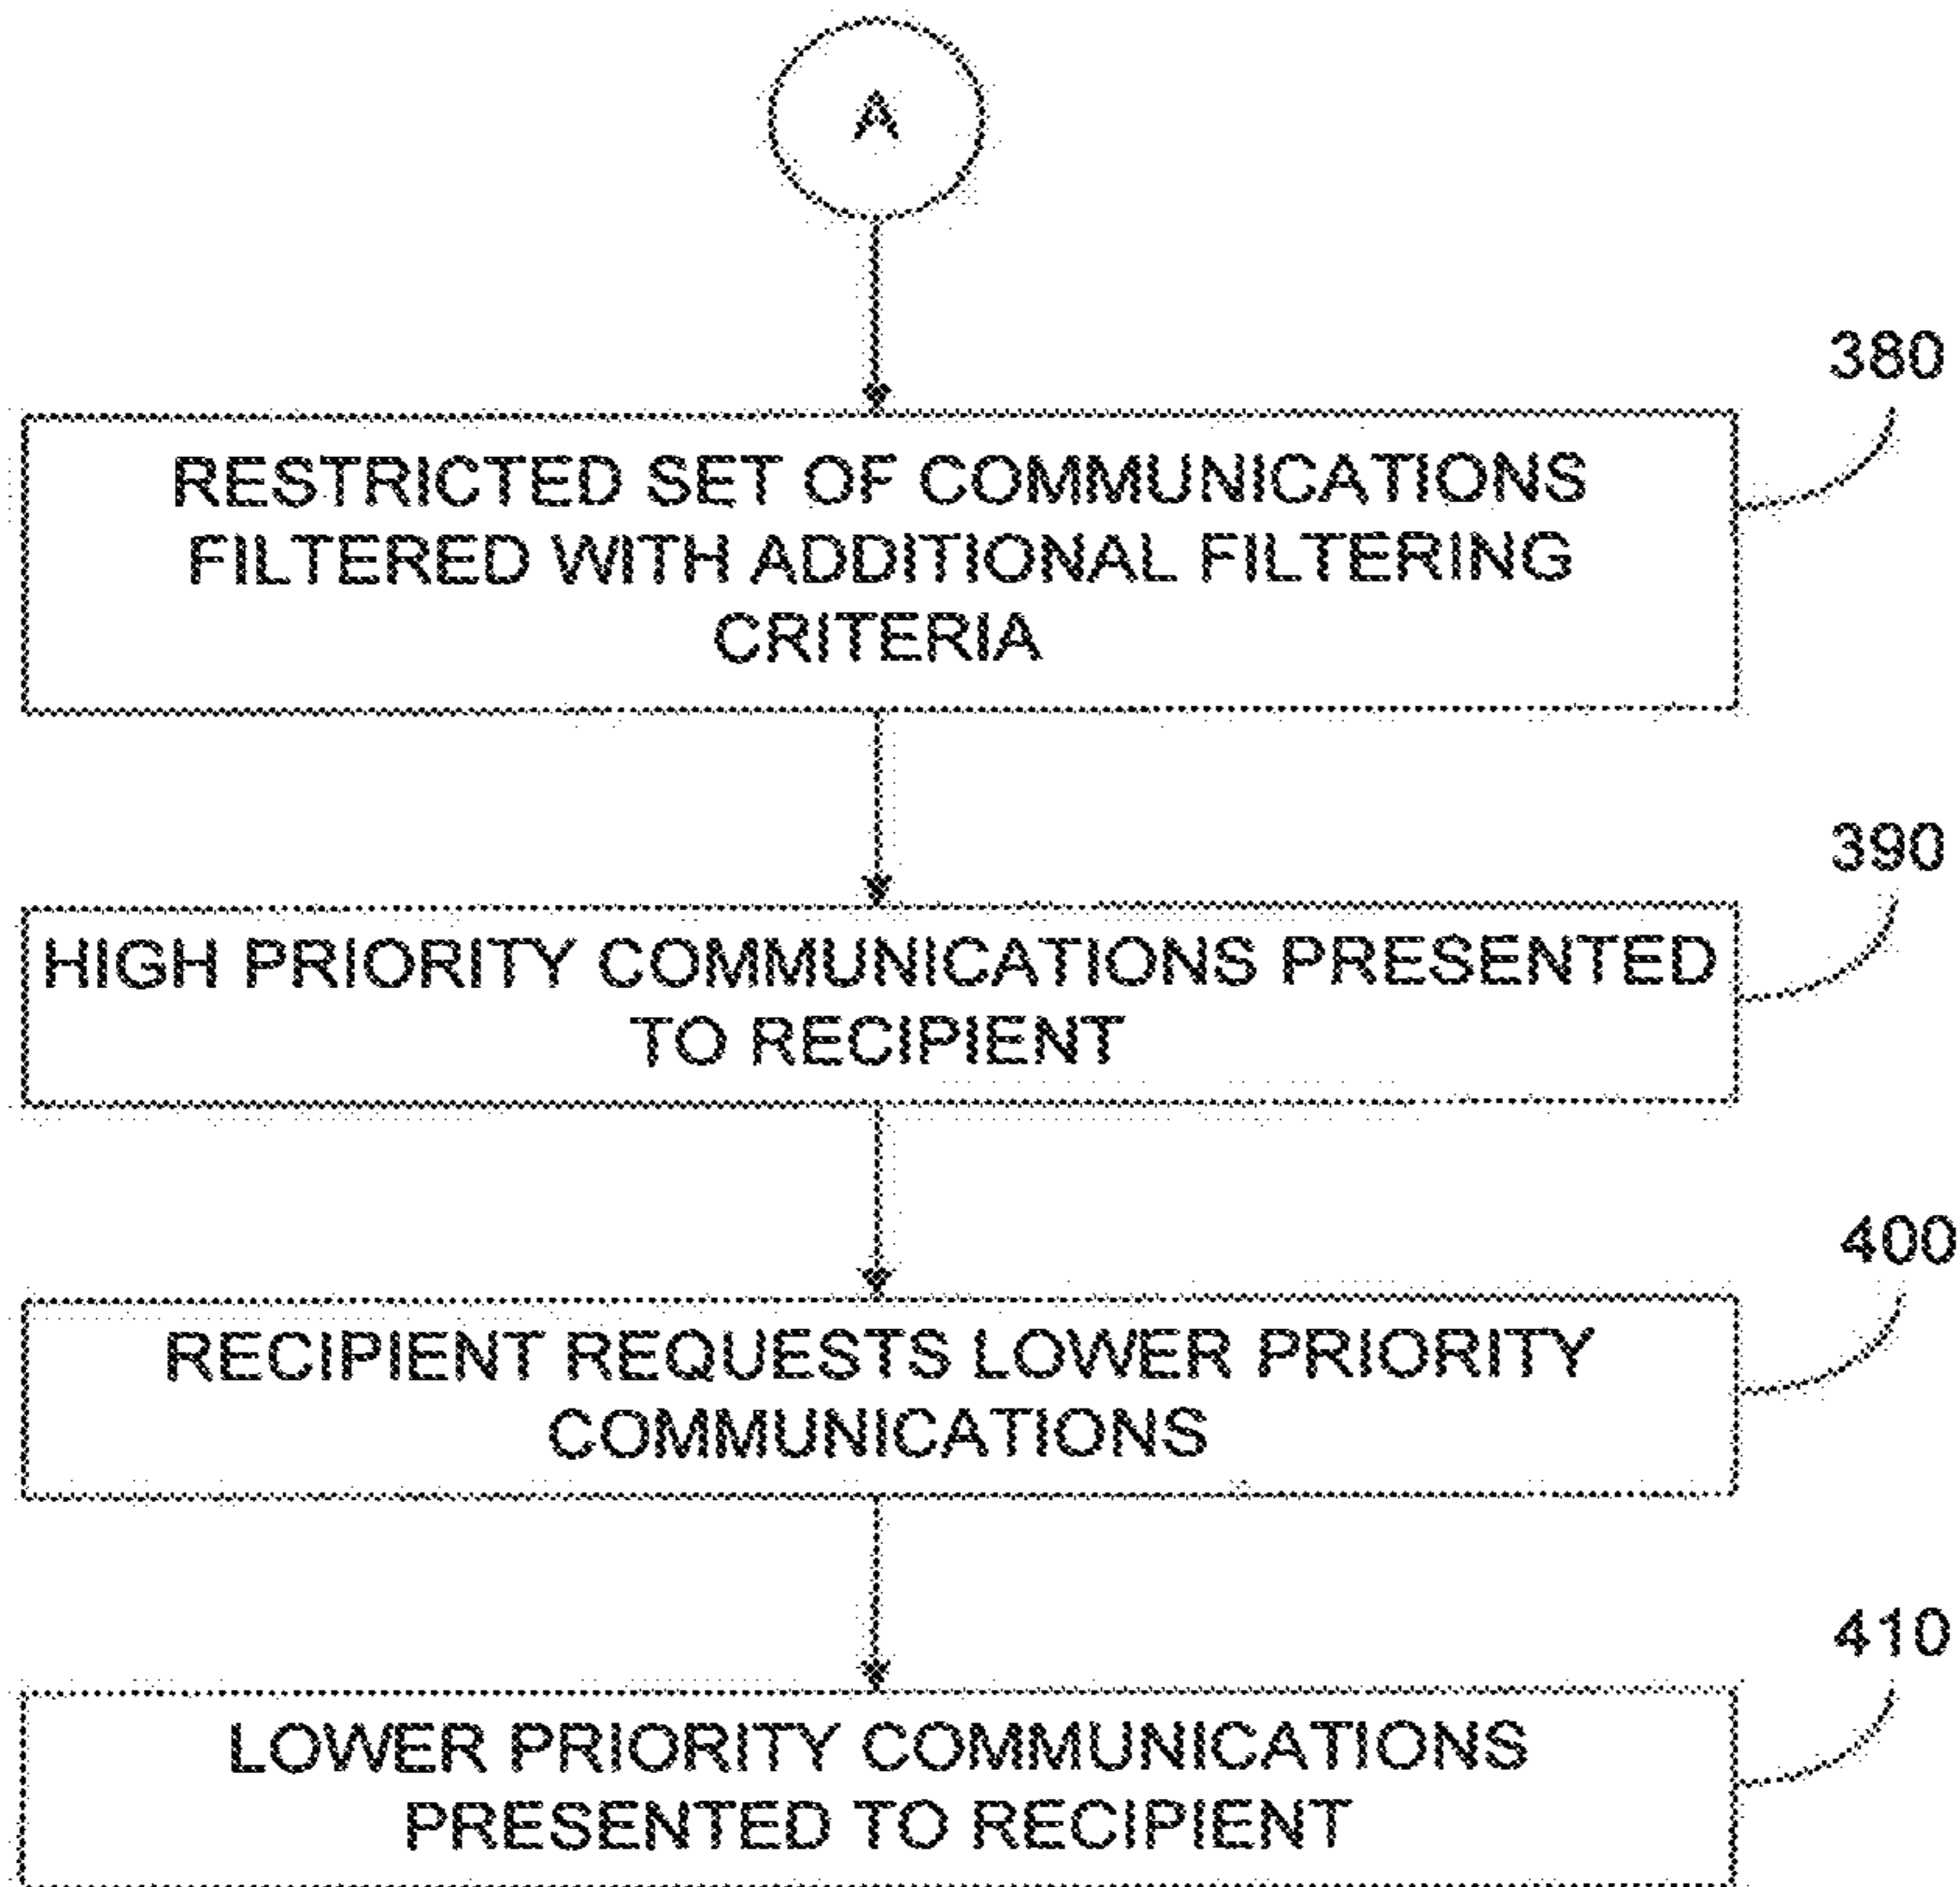 A
380
RESTRICTED SET OF COMMUNICATIONS
FILTERED WITH ADDITIONAL FILTERING
CRITERIA
390
HIGH PRIORITY COMMUNICATIONS PRESENTED
TO RECIPIENT
400
RECIPIENT REQUESTS LOWER PRIORITY
COMMUNICATIONS
410
LOWER PRIORITY COMMUNICATIONS
PRESENTED TO RECIPIENT